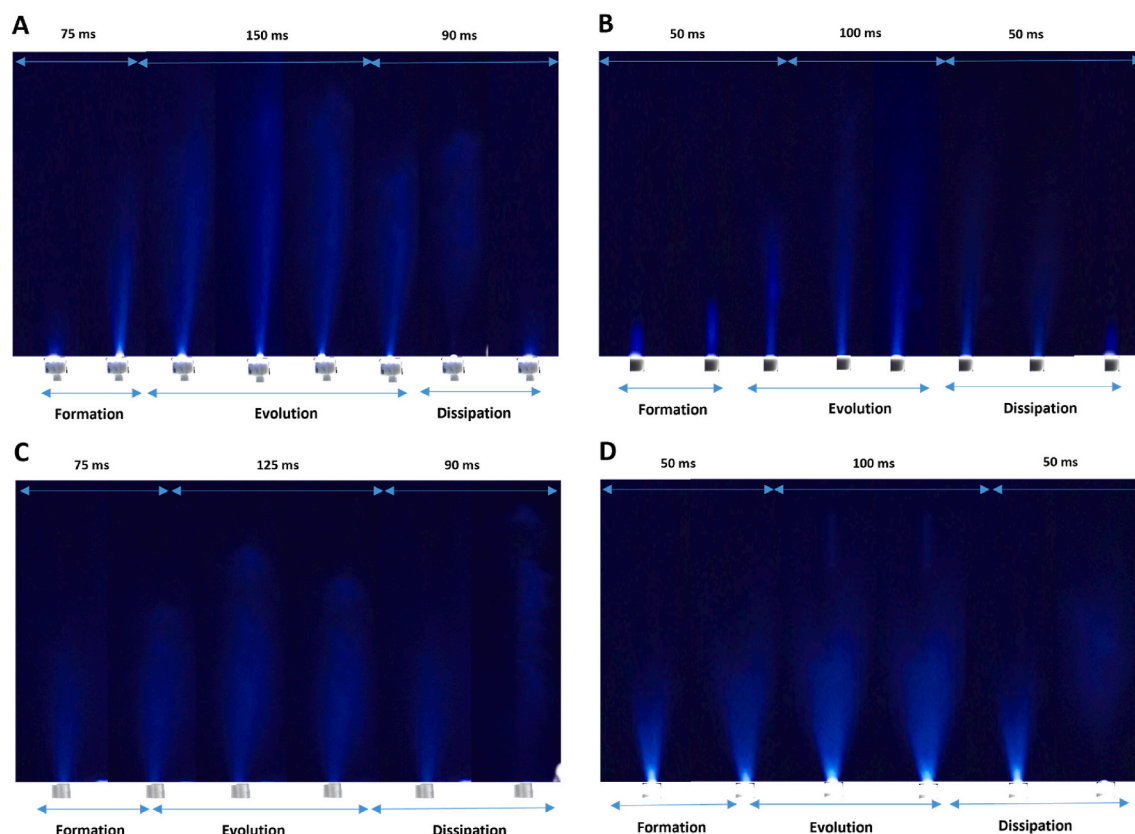 A
75 ms 150 ms 90 ms
Formation Evolution Dissipation
B
50 ms 100 ms 50 ms
Formation Evolution Dissipation
C
75 ms 125 ms 90 ms
Formation Evolution Dissipation
D
50 ms 100 ms 50 ms
Formation Evolution Dissipation